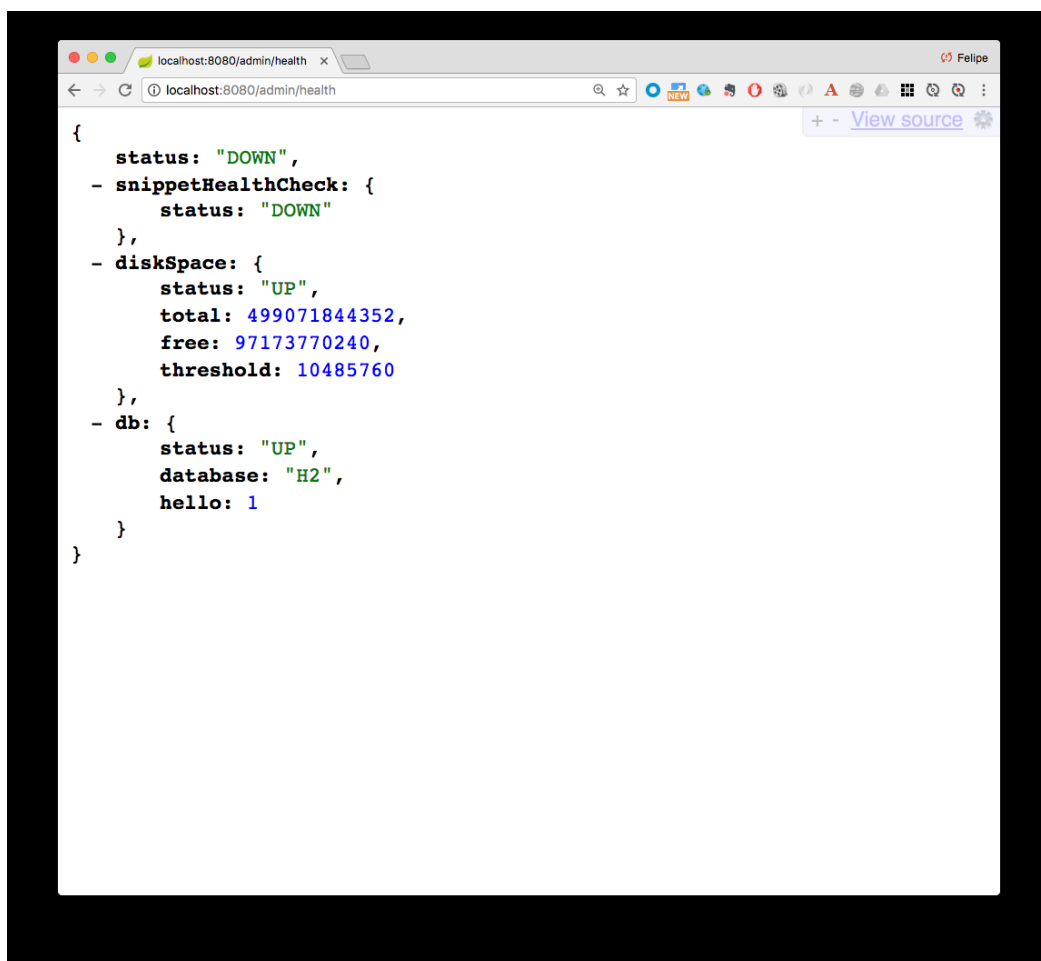 localhost:8080/admin/health
Felipe
localhost:8080/admin/health
NEW
A
+ - View source
{
status: "DOWN",
- snippetHealthCheck: {
status: "DOWN"
},
- diskSpace: {
status: "UP",
total: 499071844352,
free: 97173770240,
threshold: 10485760
},
- db: {
status: "UP",
database: "H2",
hello: 1
}
}